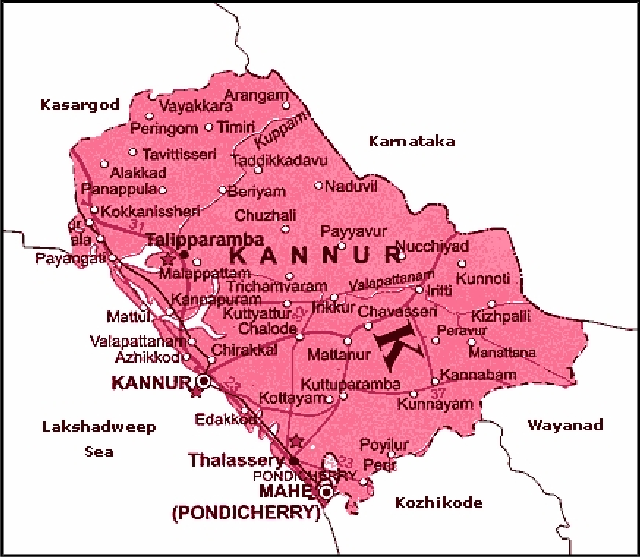 Arangam
Kasargod
Vayakkara
Peringom
Timiri
Kuppam
Karnataka
Tavittisseri
Taddikkadavu
Alakkad
Panappula
Beriyam
Naduvil
Kokkanissheri
Chuzhali
31
ala
Payyavur
Talipparamba
KANNUR
Nucchiyad
Payangati
Malappattam
Kunnoti
Trichamvaram
Valapattanam
Iritti
Kannapuram
Irikkur
Kuttyattur
Chavasseri
Kizhpalli
Mattul
Chalode
K
Peravur
Valapattanam
Chirakkal
Mattanur
Manattana
Azhikkod
KANNUR
Kannabam
Kuttuparamba
37
Kottayam
Kunnayam
Edakkod
Lakshadweep
Sea
Wayanad
Poyilur
Thalassery
23
Perir
PONDICHERRY
MAHE
(PONDICHERRY)
Kozhikode